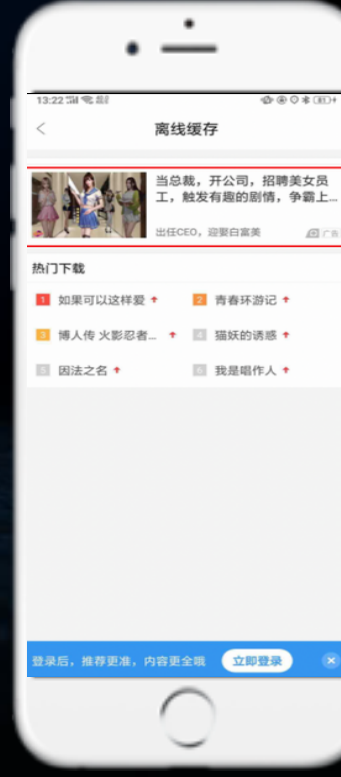 13:22
离线缓存
当总裁，开公司，招聘美女员
工，触发有趣的剧情，争霸上...
出任CEO，迎娶白富美
广告
热门下载
1 如果可以这样爱
2 青春环游记
3 博人传 火影忍者...
4 猫妖的诱惑
5 因法之名
6 我是唱作人
登录后，推荐更准，内容更全哦
立即登录